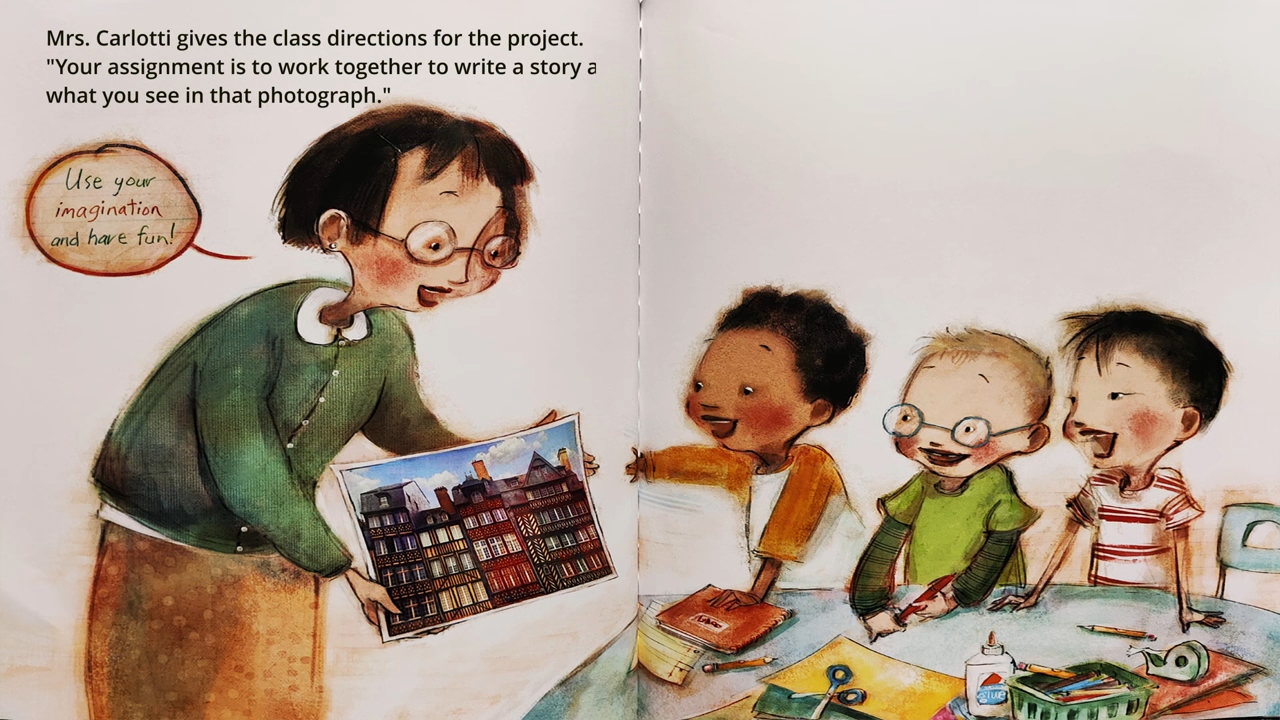 Mrs. Carlotti gives the class directions for the project.
"Your assignment is to work together to write a story a
what you see in that photograph."
Use your
imagination
and have fun!
glue